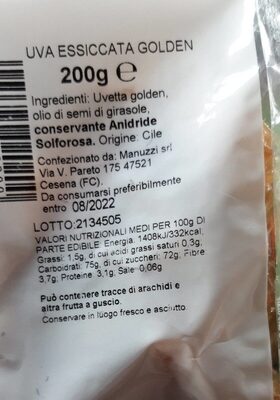 UVA ESSICCATA GOLDEN
200g ℮
Ingredienti: Uvetta golden,
olio di semi di girasole,
conservante Anidride
Solforosa. Origine: Cile
Confezionato da: Manuzzi srl
Via V. Pareto 175 47521
Cesena (FC).
Da consumarsi preferibilmente
entro 08/2022
LOTTO:2134505
VALORI NUTRIZIONALI MEDI PER 100g DI
PARTE EDIBILE: Energia: 1408kJ/332kcal;
Grassi: 1,5g, di cui acidi grassi saturi 0,3g;
Carboidrati: 75g, di cui zuccheri: 72g; Fibre
3,7g; Proteine: 3,1g; Sale: 0,06g
Può contenere tracce di arachidi e
altra frutta a guscio.
Conservare in luogo fresco e asciutto.